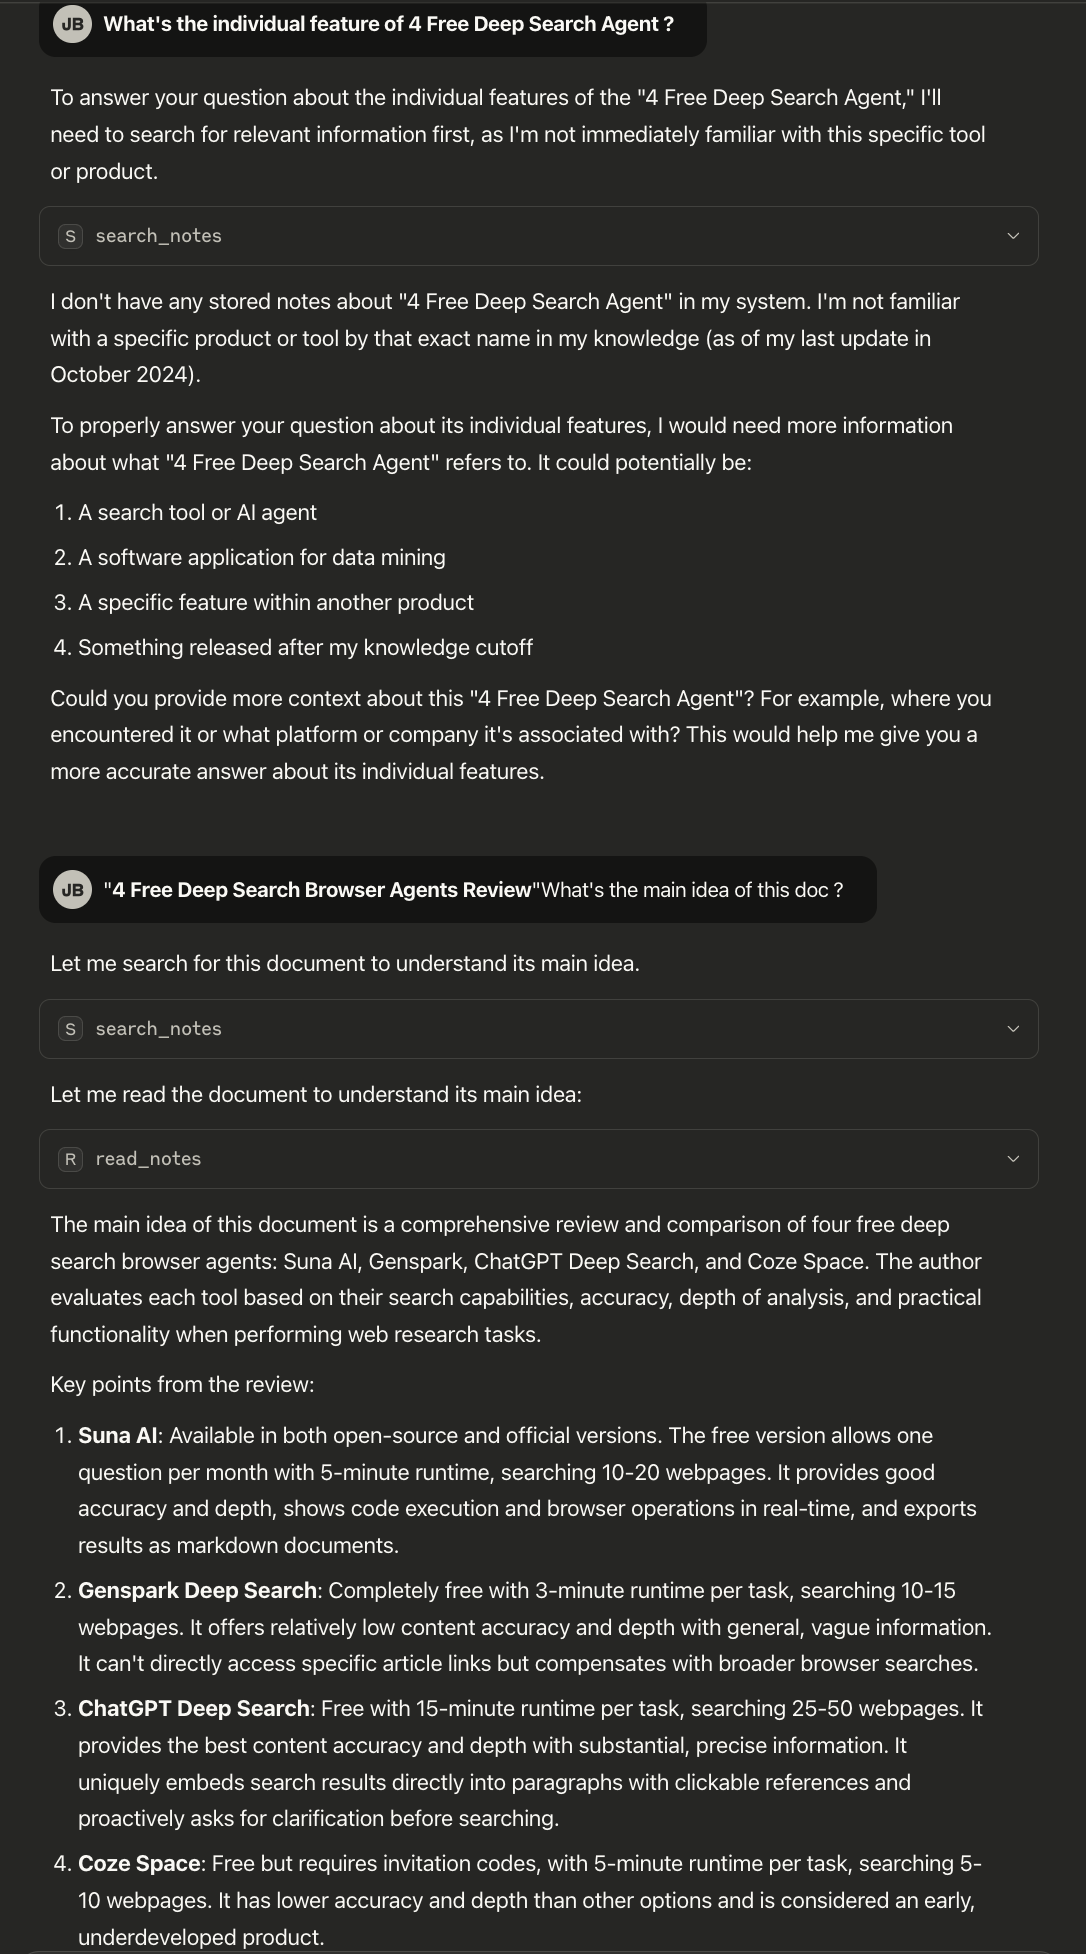 JB What's the individual feature of 4 Free Deep Search Agent ?
To answer your question about the individual features of the "4 Free Deep Search Agent," I'll
need to search for relevant information first, as I'm not immediately familiar with this specific tool
or product.
S search_notes
I don't have any stored notes about "4 Free Deep Search Agent" in my system. I'm not familiar
with a specific product or tool by that exact name in my knowledge (as of my last update in
October 2024).
To properly answer your question about its individual features, I would need more information
about what "4 Free Deep Search Agent" refers to. It could potentially be:
1. A search tool or AI agent
2. A software application for data mining
3. A specific feature within another product
4. Something released after my knowledge cutoff
Could you provide more context about this "4 Free Deep Search Agent"? For example, where you
encountered it or what platform or company it's associated with? This would help me give you a
more accurate answer about its individual features.
JB "4 Free Deep Search Browser Agents Review"What's the main idea of this doc ?
Let me search for this document to understand its main idea.
S search_notes
Let me read the document to understand its main idea:
R read_notes
The main idea of this document is a comprehensive review and comparison of four free deep
search browser agents: Suna AI, Genspark, ChatGPT Deep Search, and Coze Space. The author
evaluates each tool based on their search capabilities, accuracy, depth of analysis, and practical
functionality when performing web research tasks.
Key points from the review:
1. Suna AI: Available in both open-source and official versions. The free version allows one
question per month with 5-minute runtime, searching 10-20 webpages. It provides good
accuracy and depth, shows code execution and browser operations in real-time, and exports
results as markdown documents.
2. Genspark Deep Search: Completely free with 3-minute runtime per task, searching 10-15
webpages. It offers relatively low content accuracy and depth with general, vague information.
It can't directly access specific article links but compensates with broader browser searches.
3. ChatGPT Deep Search: Free with 15-minute runtime per task, searching 25-50 webpages. It
provides the best content accuracy and depth with substantial, precise information. It
uniquely embeds search results directly into paragraphs with clickable references and
proactively asks for clarification before searching.
4. Coze Space: Free but requires invitation codes, with 5-minute runtime per task, searching 5-
10 webpages. It has lower accuracy and depth than other options and is considered an early,
underdeveloped product.